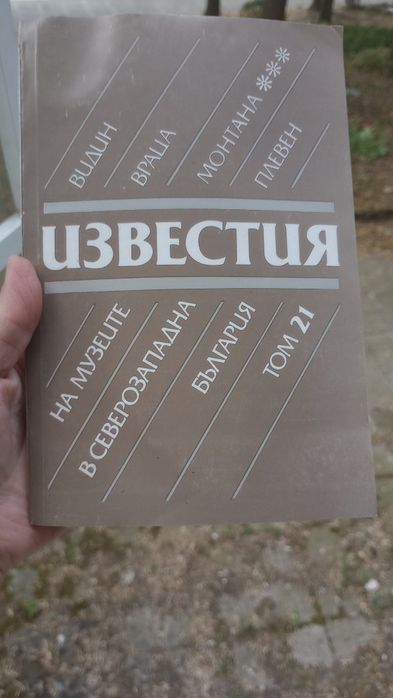 ВИДИН
ВРАЦА
МОНТАНА ***
ПЛЕВЕН
ИЗВЕСТИЯ
НА МУЗЕИТЕ
В СЕВЕРОЗАПАДНА
БЪЛГАРИЯ
ТОМ 21